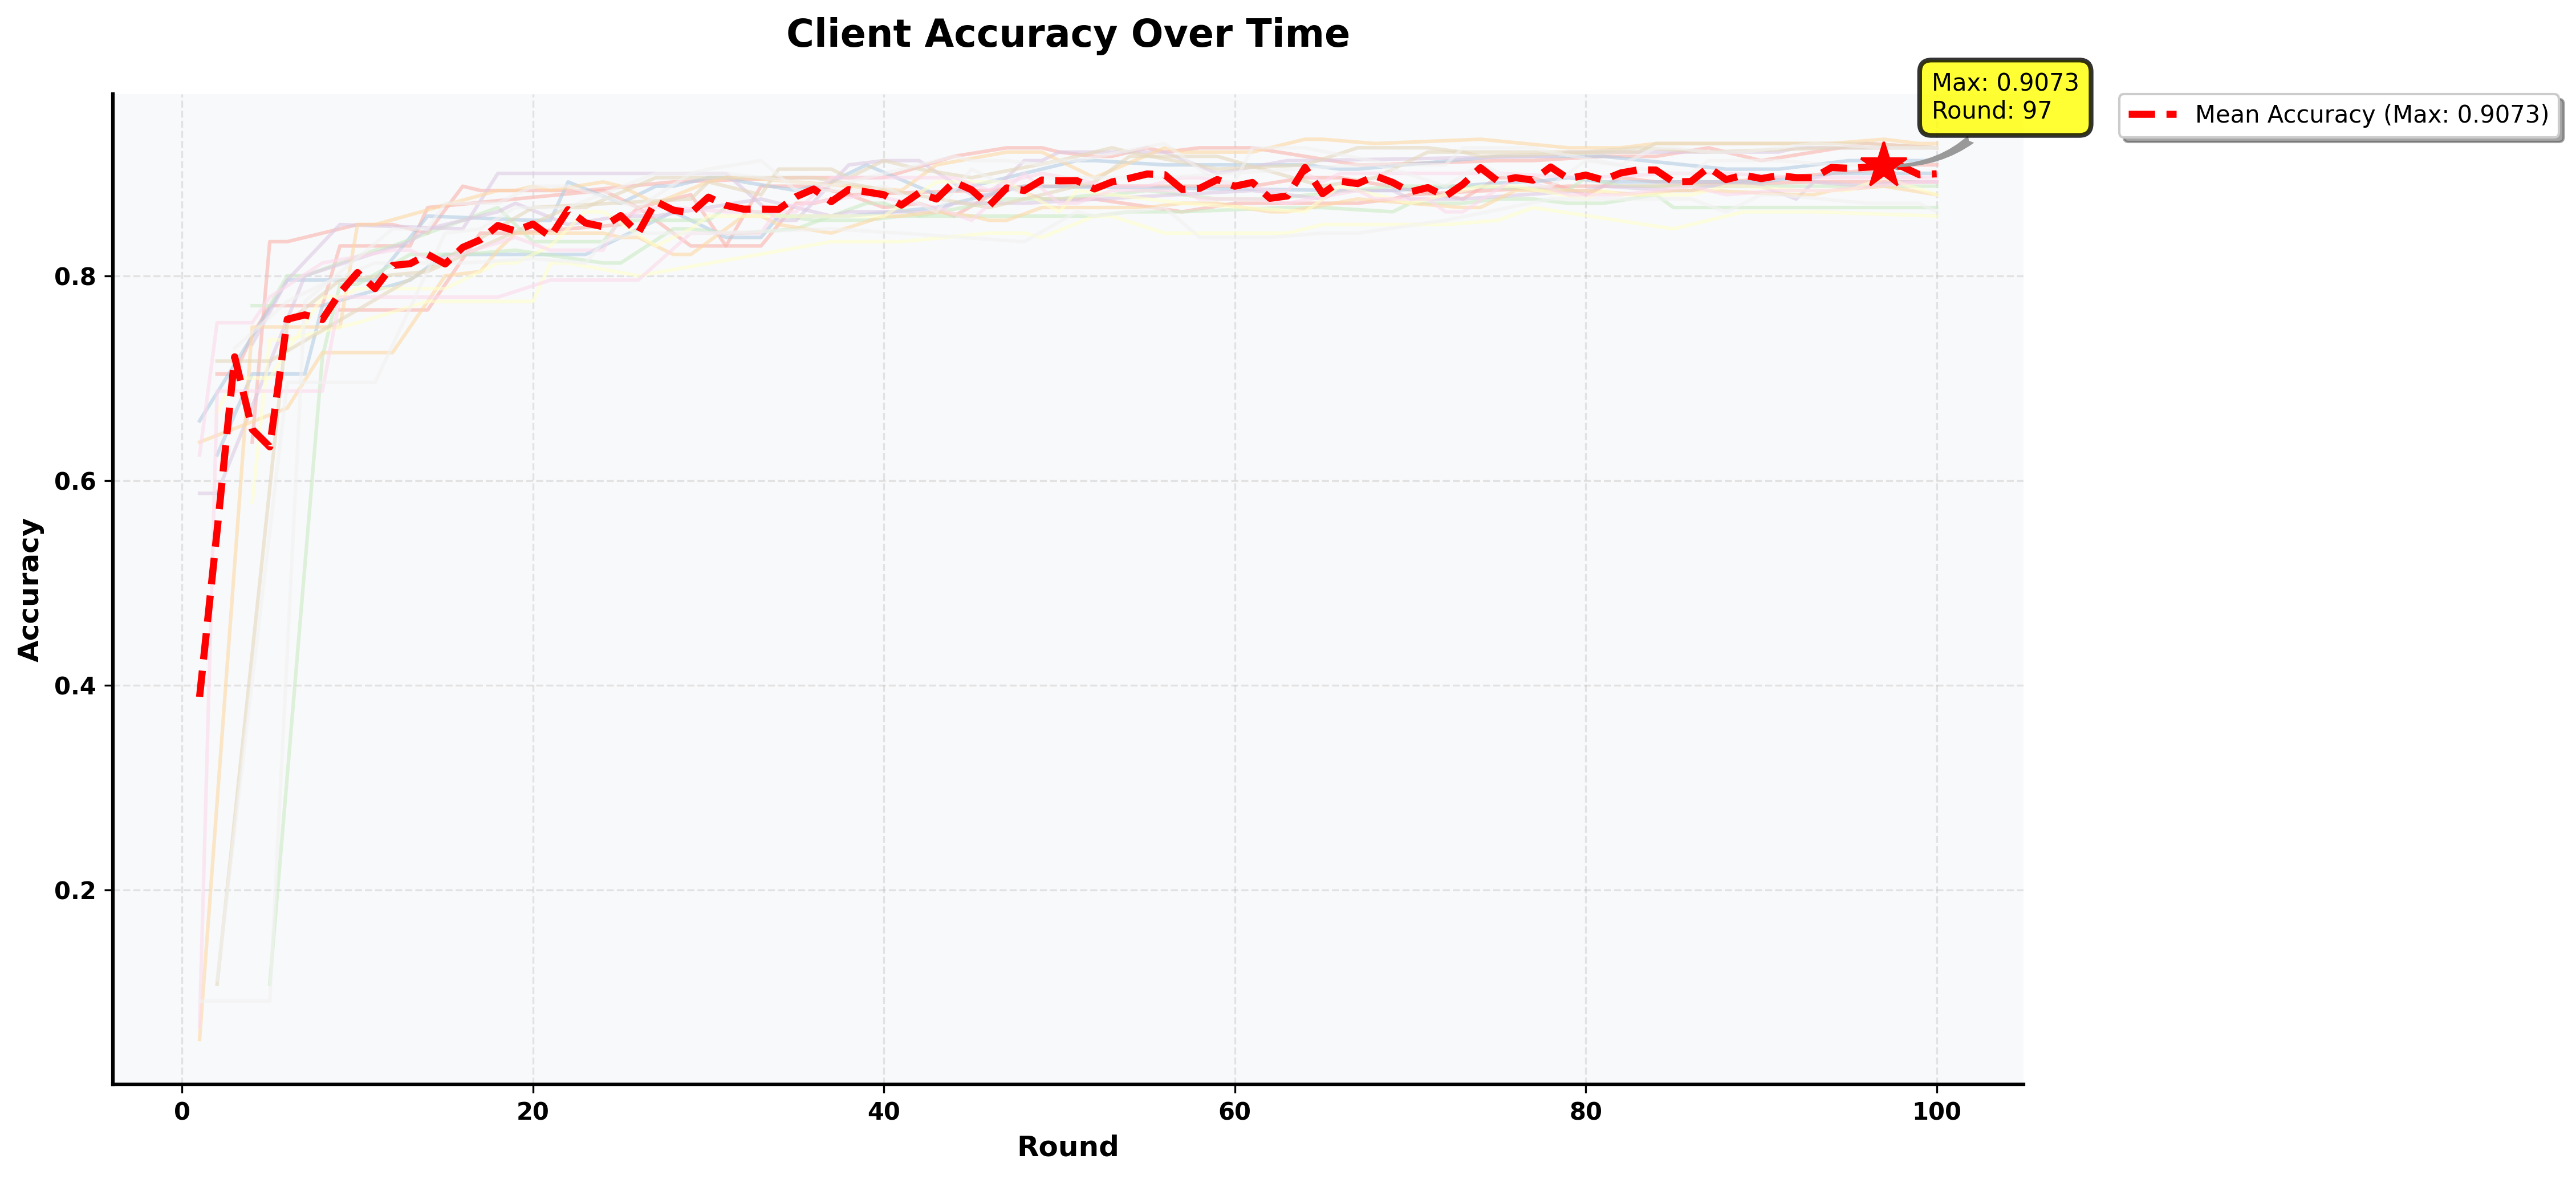 Client Accuracy Over Time
Max: 0.9073
Round: 97
Mean Accuracy (Max: 0.9073)
Accuracy
0.8
0.6
0.4
0.2
0
20
40
60
80
100
Round